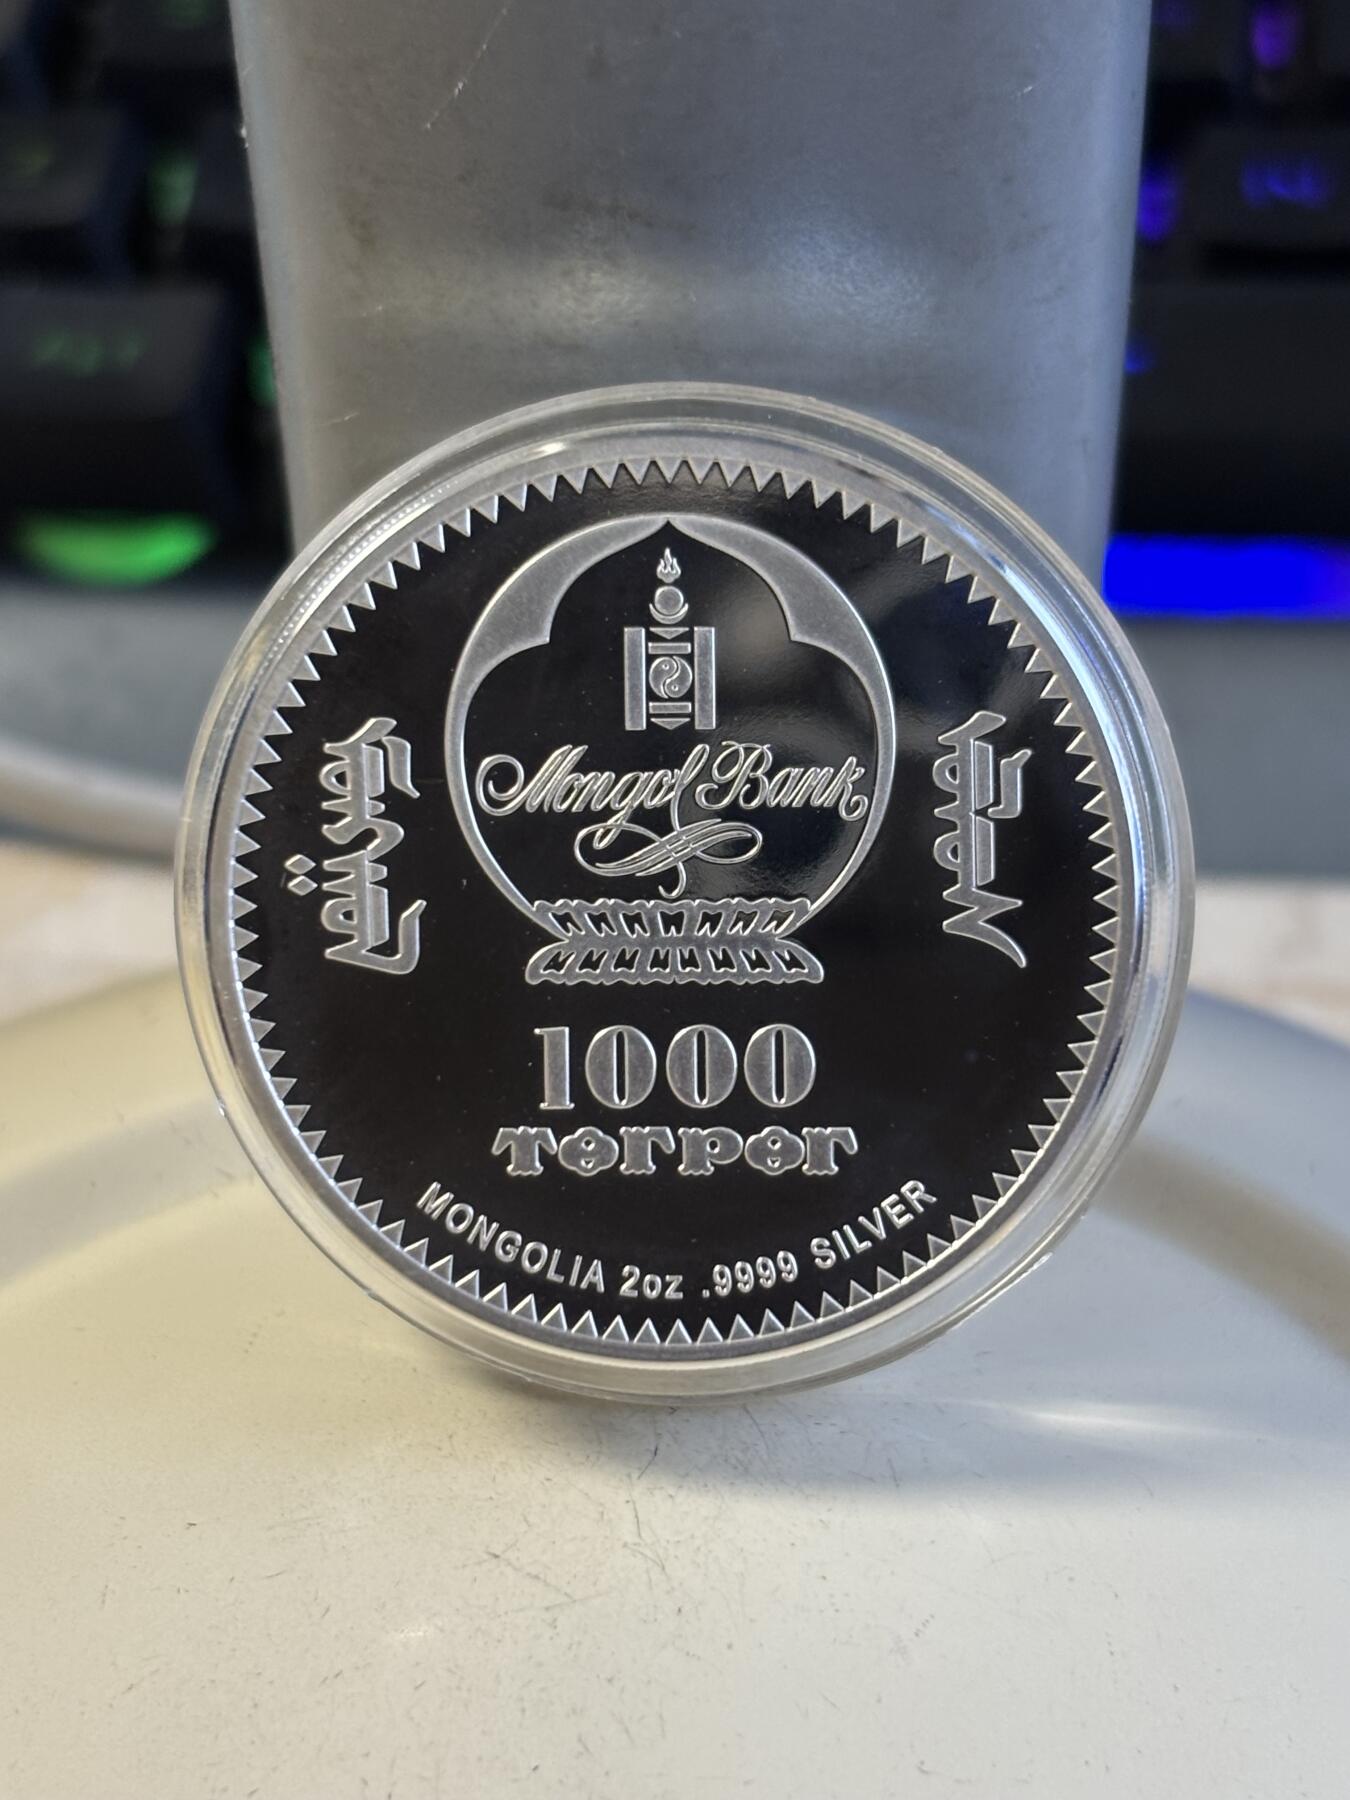 Mongol Bank
1000
төгрөг
MONGOLIA 2oz .9999 SILVER